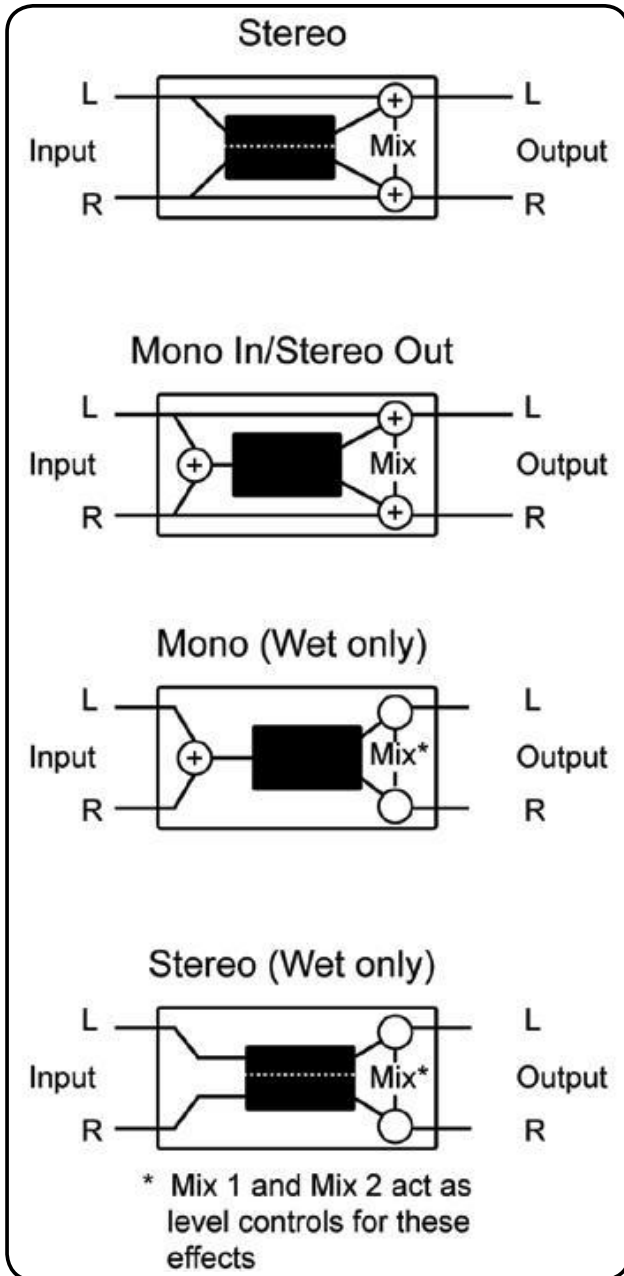 Stereo
L L
Input Mix Output
R R
Mono In/Stereo Out
L L
Input Mix Output
R R
Mono (Wet only)
L L
Input Mix* Output
R R
Stereo (Wet only)
L L
Input Mix* Output
R R
* Mix 1 and Mix 2 act as
level controls for these
effects